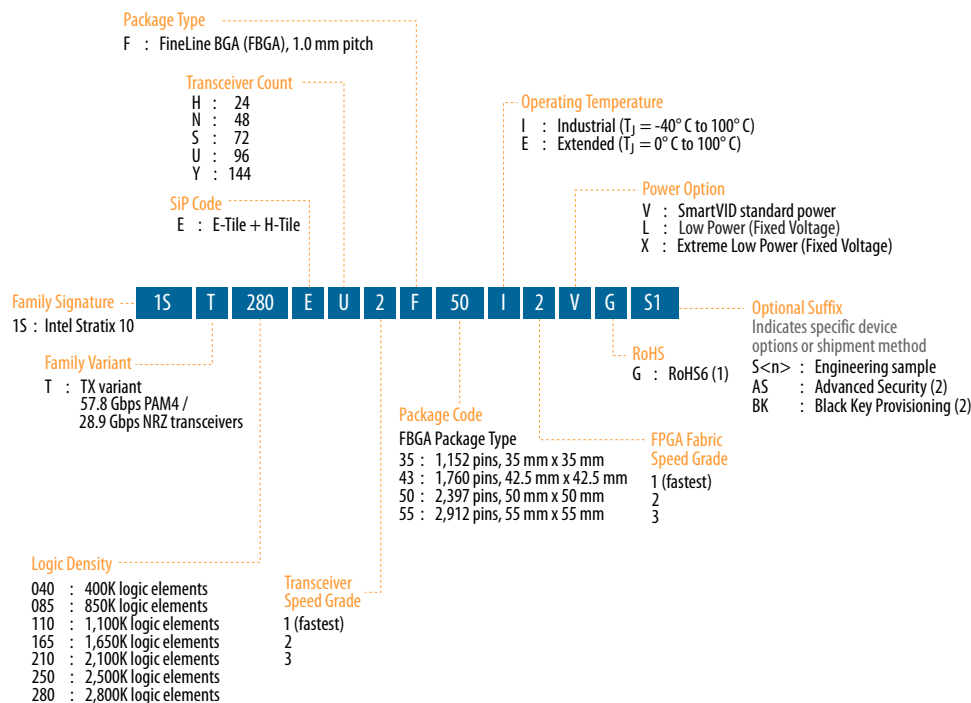 Package Type
F : FineLine BGA (FBGA), 1.0 mm pitch
Transceiver Count
H : 24
N : 48
S : 72
U : 96
Y : 144
SiP Code
E : E-Tile + H-Tile
Operating Temperature
I : Industrial (TJ = -40° C to 100° C)
E : Extended (TJ = 0° C to 100° C)
Power Option
V : SmartVID standard power
L : Low Power (Fixed Voltage)
X : Extreme Low Power (Fixed Voltage)
1S T 280 E U 2 F 50 I 2 V G S1
Family Signature
1S : Intel Stratix 10
Family Variant
T : TX variant
57.8 Gbps PAM4 /
28.9 Gbps NRZ transceivers
Logic Density
040 : 400K logic elements
085 : 850K logic elements
110 : 1,100K logic elements
165 : 1,650K logic elements
210 : 2,100K logic elements
250 : 2,500K logic elements
280 : 2,800K logic elements
Transceiver
Speed Grade
1 (fastest)
2
3
Package Code
FBGA Package Type
35 : 1,152 pins, 35 mm x 35 mm
43 : 1,760 pins, 42.5 mm x 42.5 mm
50 : 2,397 pins, 50 mm x 50 mm
55 : 2,912 pins, 55 mm x 55 mm
FPGA Fabric
Speed Grade
1 (fastest)
2
3
RoHS
G : RoHS6 (1)
Optional Suffix
Indicates specific device
options or shipment method
S<n> : Engineering sample
AS : Advanced Security (2)
BK : Black Key Provisioning (2)